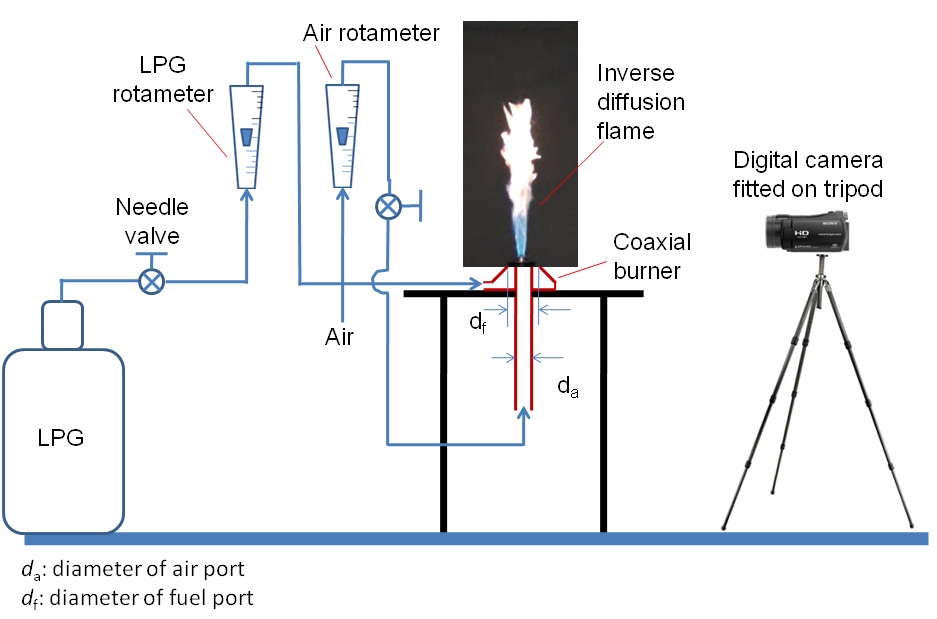 Air rotameter
LPG
rotameter
Inverse
diffusion
flame
Digital camera
fitted on tripod
Needle
valve
HD
SONY
Coaxial
burner
d_f
Air
d_a
LPG
d_a: diameter of air port
d_f: diameter of fuel port